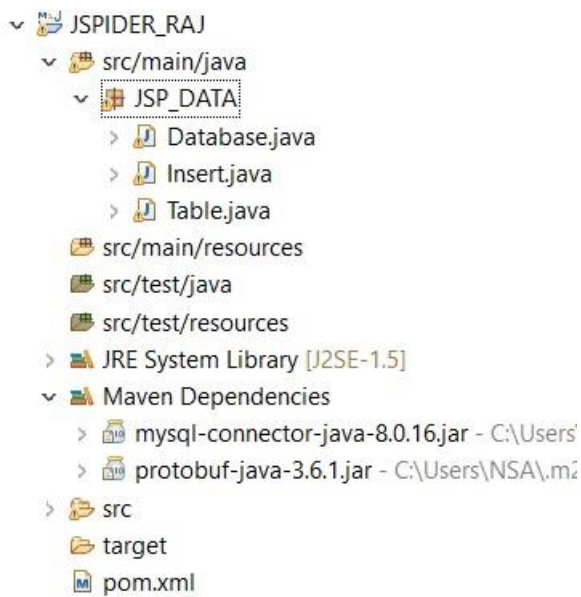 JSPIDER_RAJ
src/main/java
JSP_DATA
Database.java
Insert.java
Table.java
src/main/resources
src/test/java
src/test/resources
JRE System Library [J2SE-1.5]
Maven Dependencies
mysql-connector-java-8.0.16.jar - C:\Users\
protobuf-java-3.6.1.jar - C:\Users\NSA\.m2
src
target
pom.xml